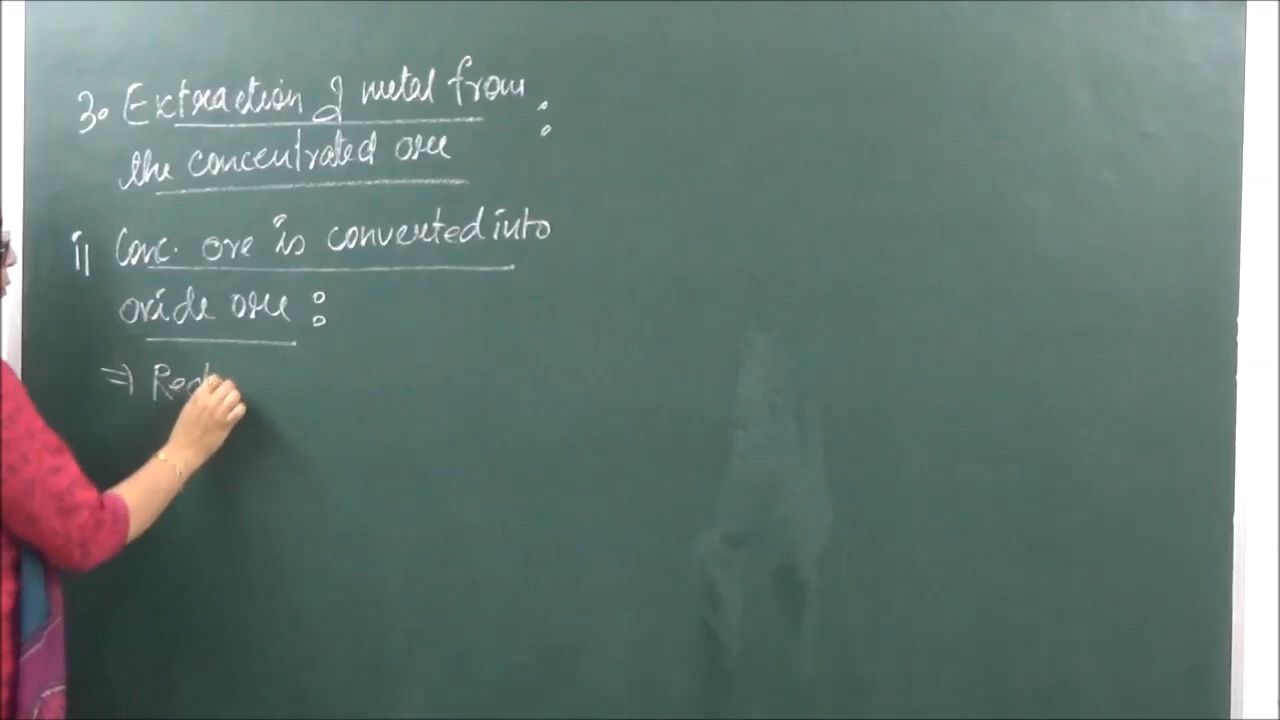 3. Extraction of metal from
the concentrated ore :
i) Conc. ore is converted into
oxide ore :
⇒ Red